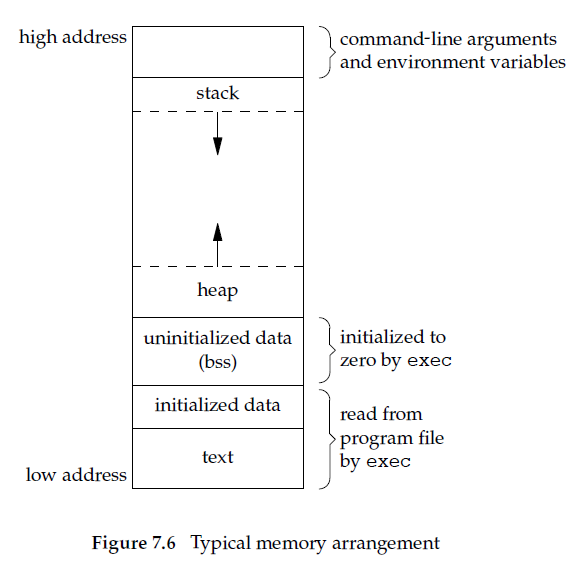 high address
command-line arguments
and environment variables
stack
heap
uninitialized data
(bss)
initialized to
zero by exec
initialized data
read from
program file
by exec
text
low address
Figure 7.6 Typical memory arrangement